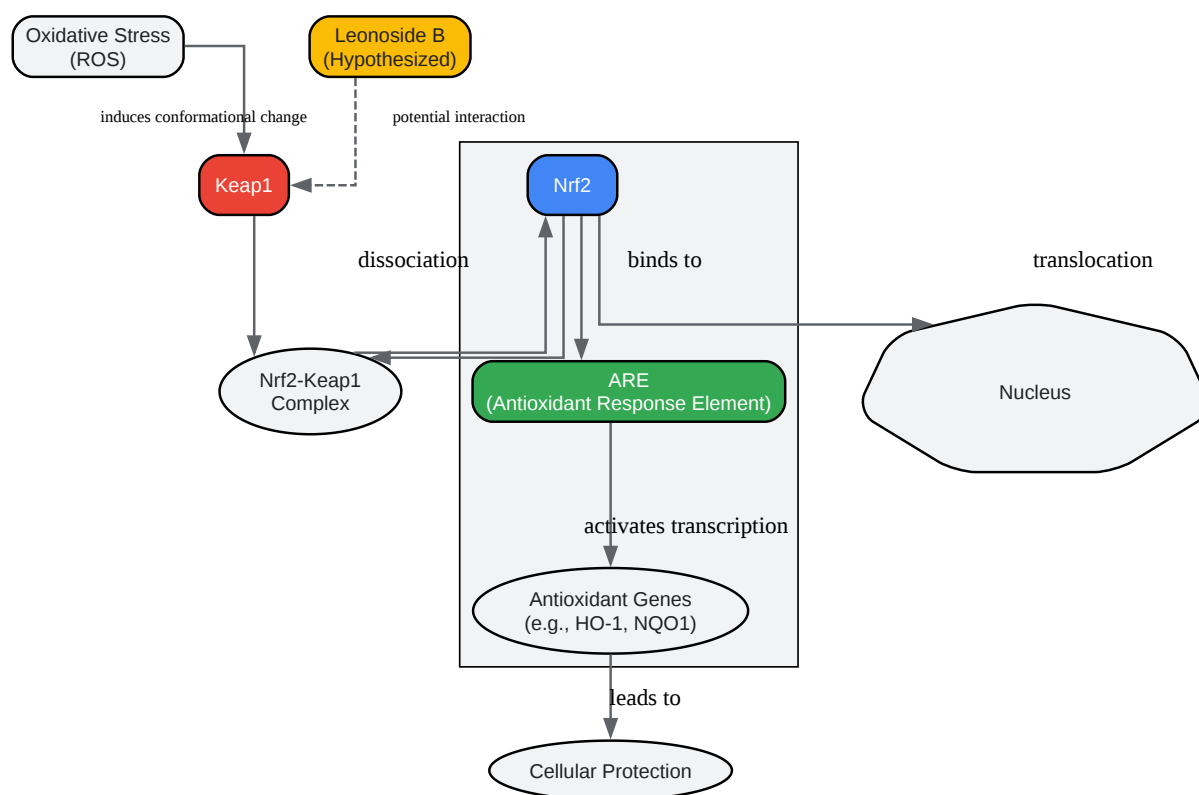 Oxidative Stress
(ROS)
Leonoside B
(Hypothesized)
induces conformational change
potential interaction
Keap1
Nrf2
dissociation
binds to
translocation
Nrf2-Keap1
Complex
ARE
(Antioxidant Response Element)
Nucleus
activates transcription
Antioxidant Genes
(e.g., HO-1, NQO1)
leads to
Cellular Protection